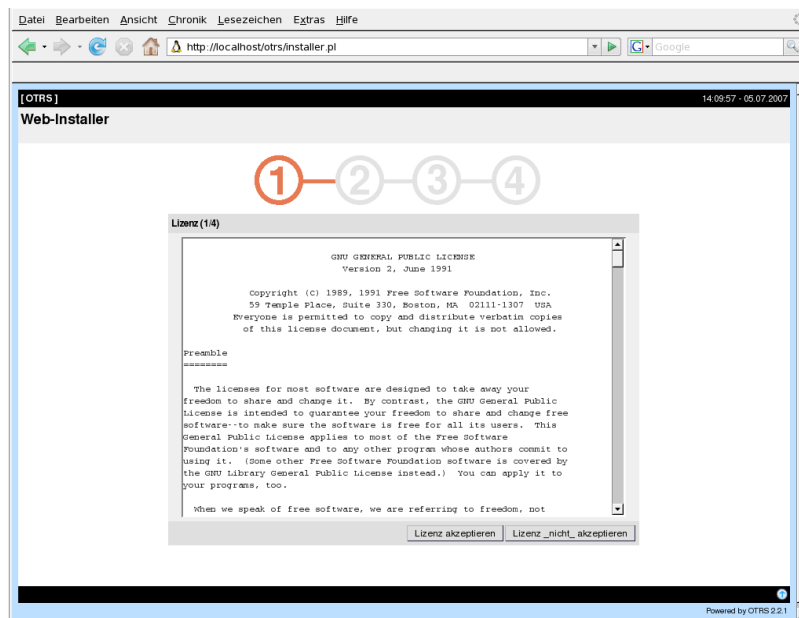 Datei Bearbeiten Ansicht Chronik Lesezeichen Extras Hilfe
http://localhost/otrs/installer.pl
G Google
[ OTRS ] 14:09:57 - 05.07.2007
Web-Installer
1 2 3 4
Lizenz (1/4)
GNU GENERAL PUBLIC LICENSE
Version 2, June 1991
Copyright (C) 1989, 1991 Free Software Foundation, Inc.
59 Temple Place, Suite 330, Boston, MA 02111-1307 USA
Everyone is permitted to copy and distribute verbatim copies
of this license document, but changing it is not allowed.
Preamble
========
The licenses for most software are designed to take away your
freedom to share and change it. By contrast, the GNU General Public
License is intended to guarantee your freedom to share and change free
software--to make sure the software is free for all its users. This
General Public License applies to most of the Free Software
Foundation's software and to any other program whose authors commit to
using it. (Some other Free Software Foundation software is covered by
the GNU Library General Public License instead.) You can apply it to
your programs, too.
When we speak of free software, we are referring to freedom, not
Lizenz akzeptieren Lizenz _nicht_ akzeptieren
Powered by OTRS 2.2.1